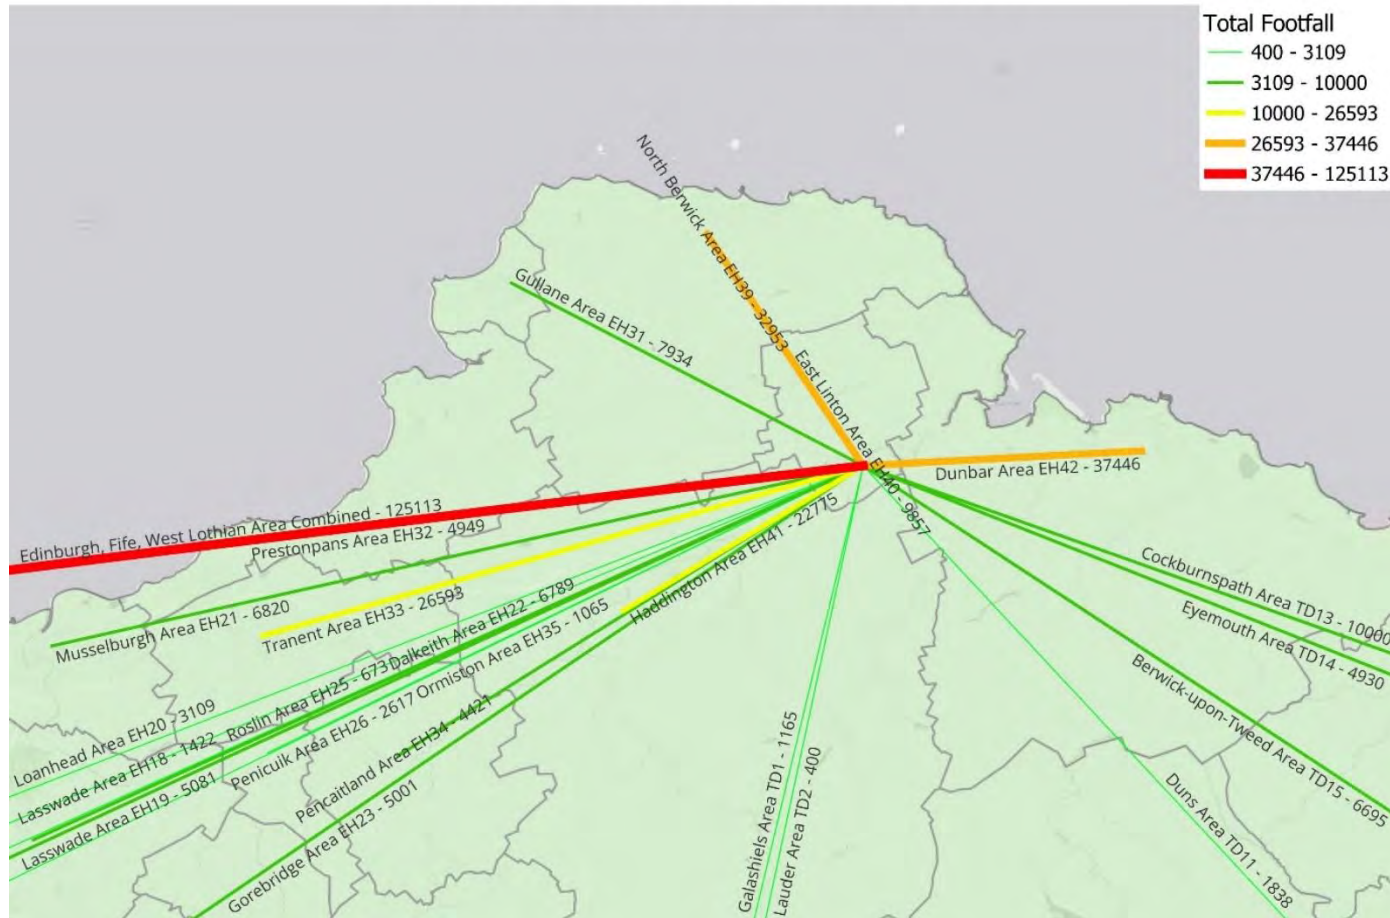 Total Footfall
400 - 3109
3109 - 10000
10000 - 26593
26593 - 37446
37446 - 125113
North Berwick Area EH39 - 32953
Gullane Area EH31 - 7934
East Linton Area EH40 - 9857
Dunbar Area EH42 - 37446
Edinburgh, Fife, West Lothian Area Combined - 125113
Prestonpans Area EH32 - 4949
Musselburgh Area EH21 - 6820
Tranent Area EH33 - 26593
Haddington Area EH41 - 22775
Dalkeith Area EH22 - 6789
Ormiston Area EH35 - 1065
Roslin Area EH25 - 673
Loanhead Area EH20 - 3109
Lasswade Area EH18 - 1422
Penicuik Area EH26 - 2617
Lasswade Area EH19 - 5081
Pencaitland Area EH34 - 4421
Gorebridge Area EH23 - 5001
Galashiels Area TD1 - 1165
Lauder Area TD2 - 400
Cockburnspath Area TD13 - 10000
Eyemouth Area TD14 - 4930
Berwick-upon-Tweed Area TD15 - 6695
Duns Area TD11 - 1838